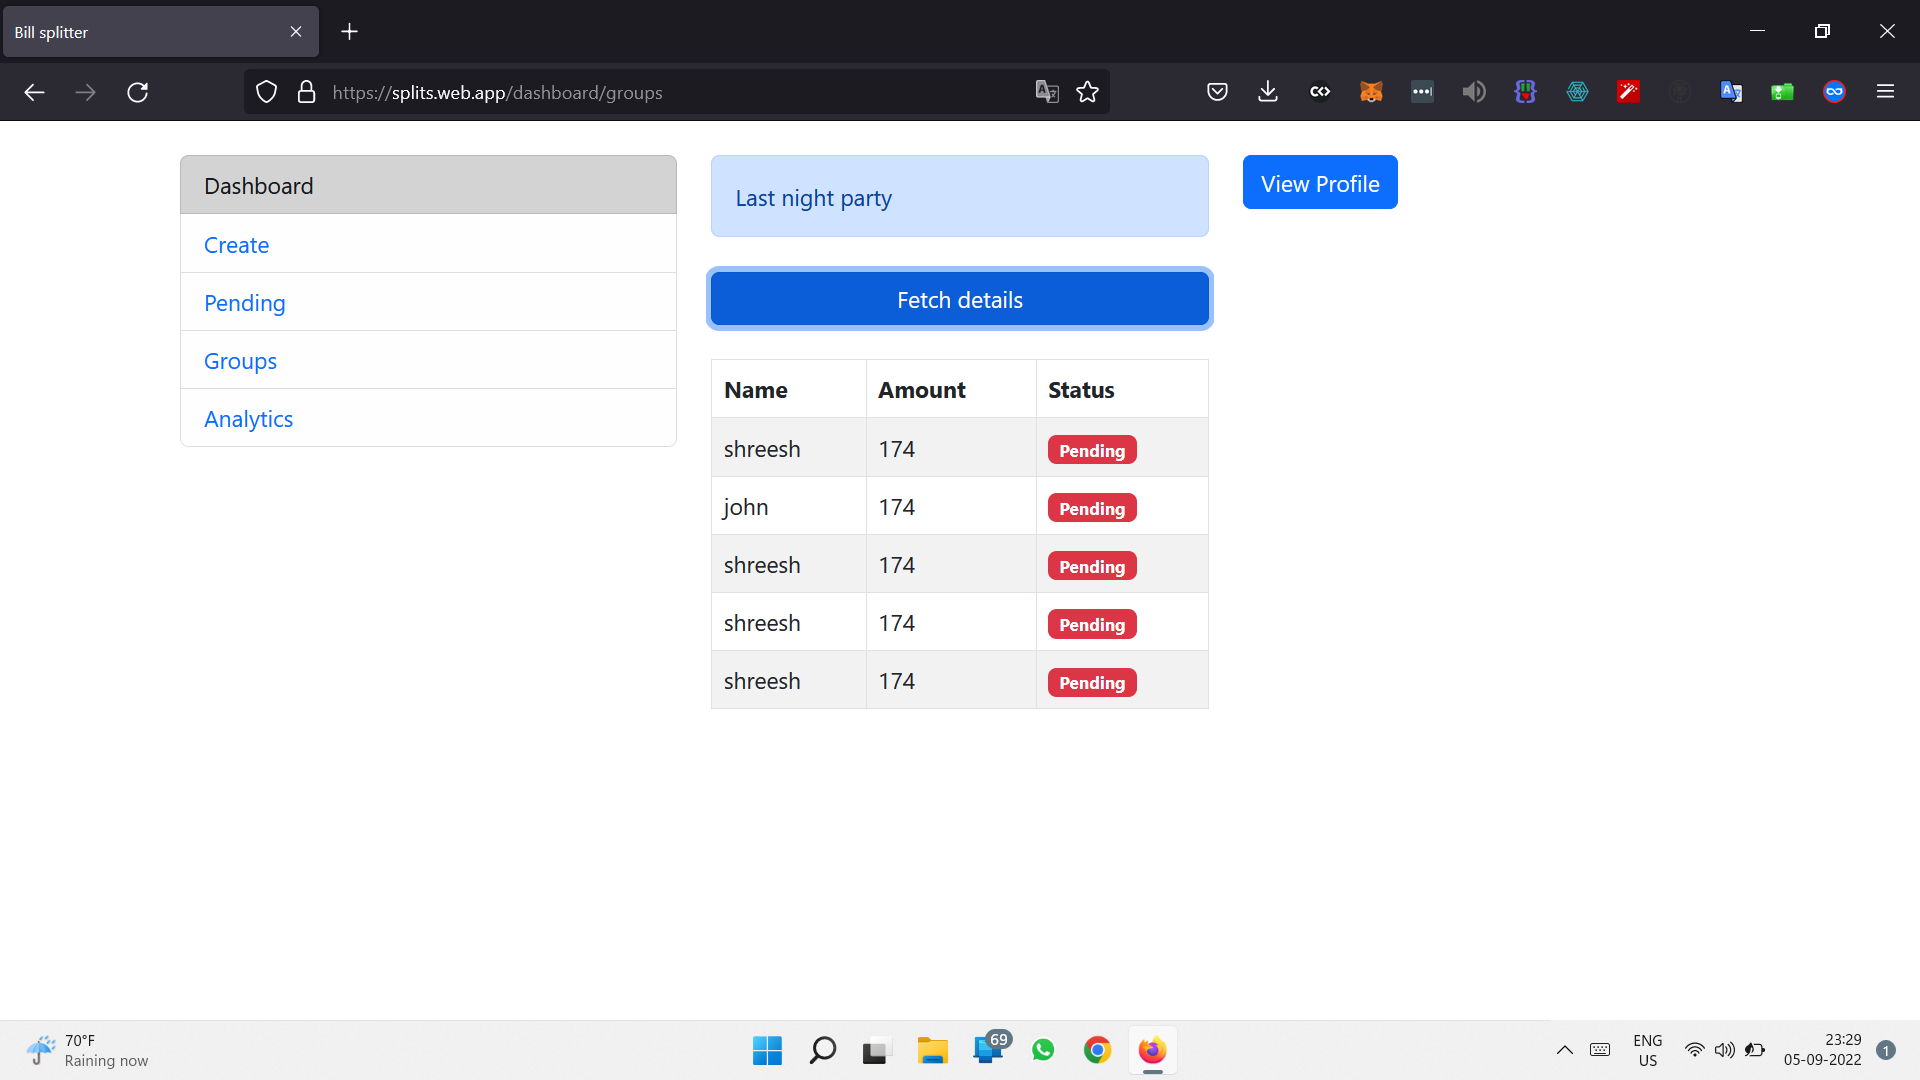 Bill splitter
https://splits.web.app/dashboard/groups
Dashboard
Create
Pending
Groups
Analytics
Last night party
Fetch details
View Profile
Name Amount Status
shreesh 174 Pending
john 174 Pending
shreesh 174 Pending
shreesh 174 Pending
shreesh 174 Pending
70°F
Raining now
69
ENG
US
23:29
05-09-2022
1